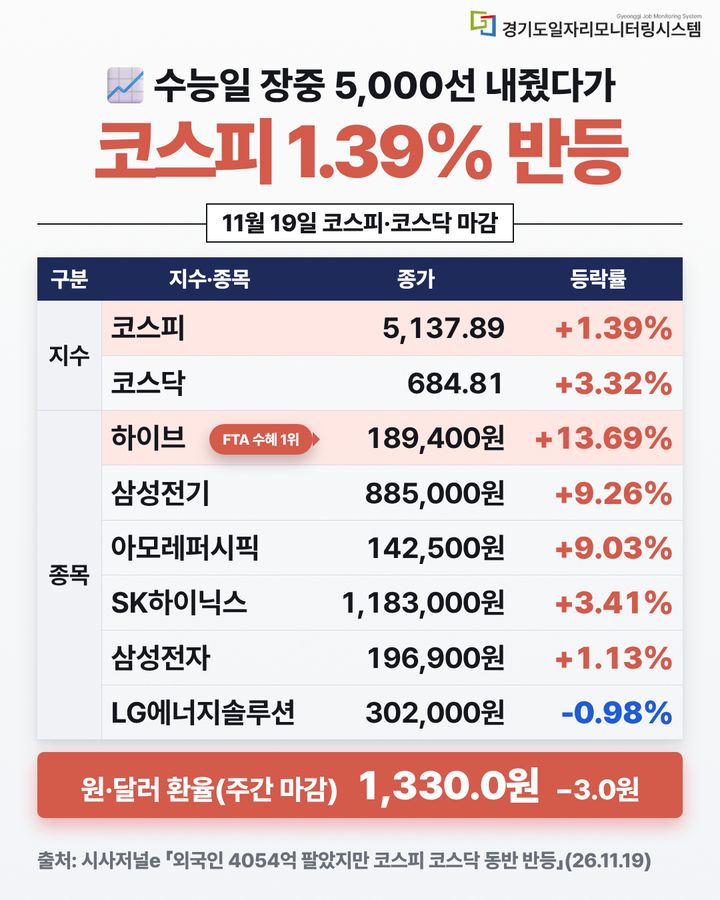 Gyeonggi Job Monitoring System
경기도일자리모니터링시스템
수능일 장중 5,000선 내줬다가
코스피 1.39% 반등
11월 19일 코스피·코스닥 마감
구분 지수·종목 종가 등락률
지수
코스피 5,137.89 +1.39%
코스닥 684.81 +3.32%
종목
하이브 FTA 수혜 1위 189,400원 +13.69%
삼성전기 885,000원 +9.26%
아모레퍼시픽 142,500원 +9.03%
SK하이닉스 1,183,000원 +3.41%
삼성전자 196,900원 +1.13%
LG에너지솔루션 302,000원 -0.98%
원·달러 환율(주간 마감) 1,330.0원 −3.0원
출처: 시사저널e 「외국인 4054억 팔았지만 코스피 코스닥 동반 반등」(26.11.19)